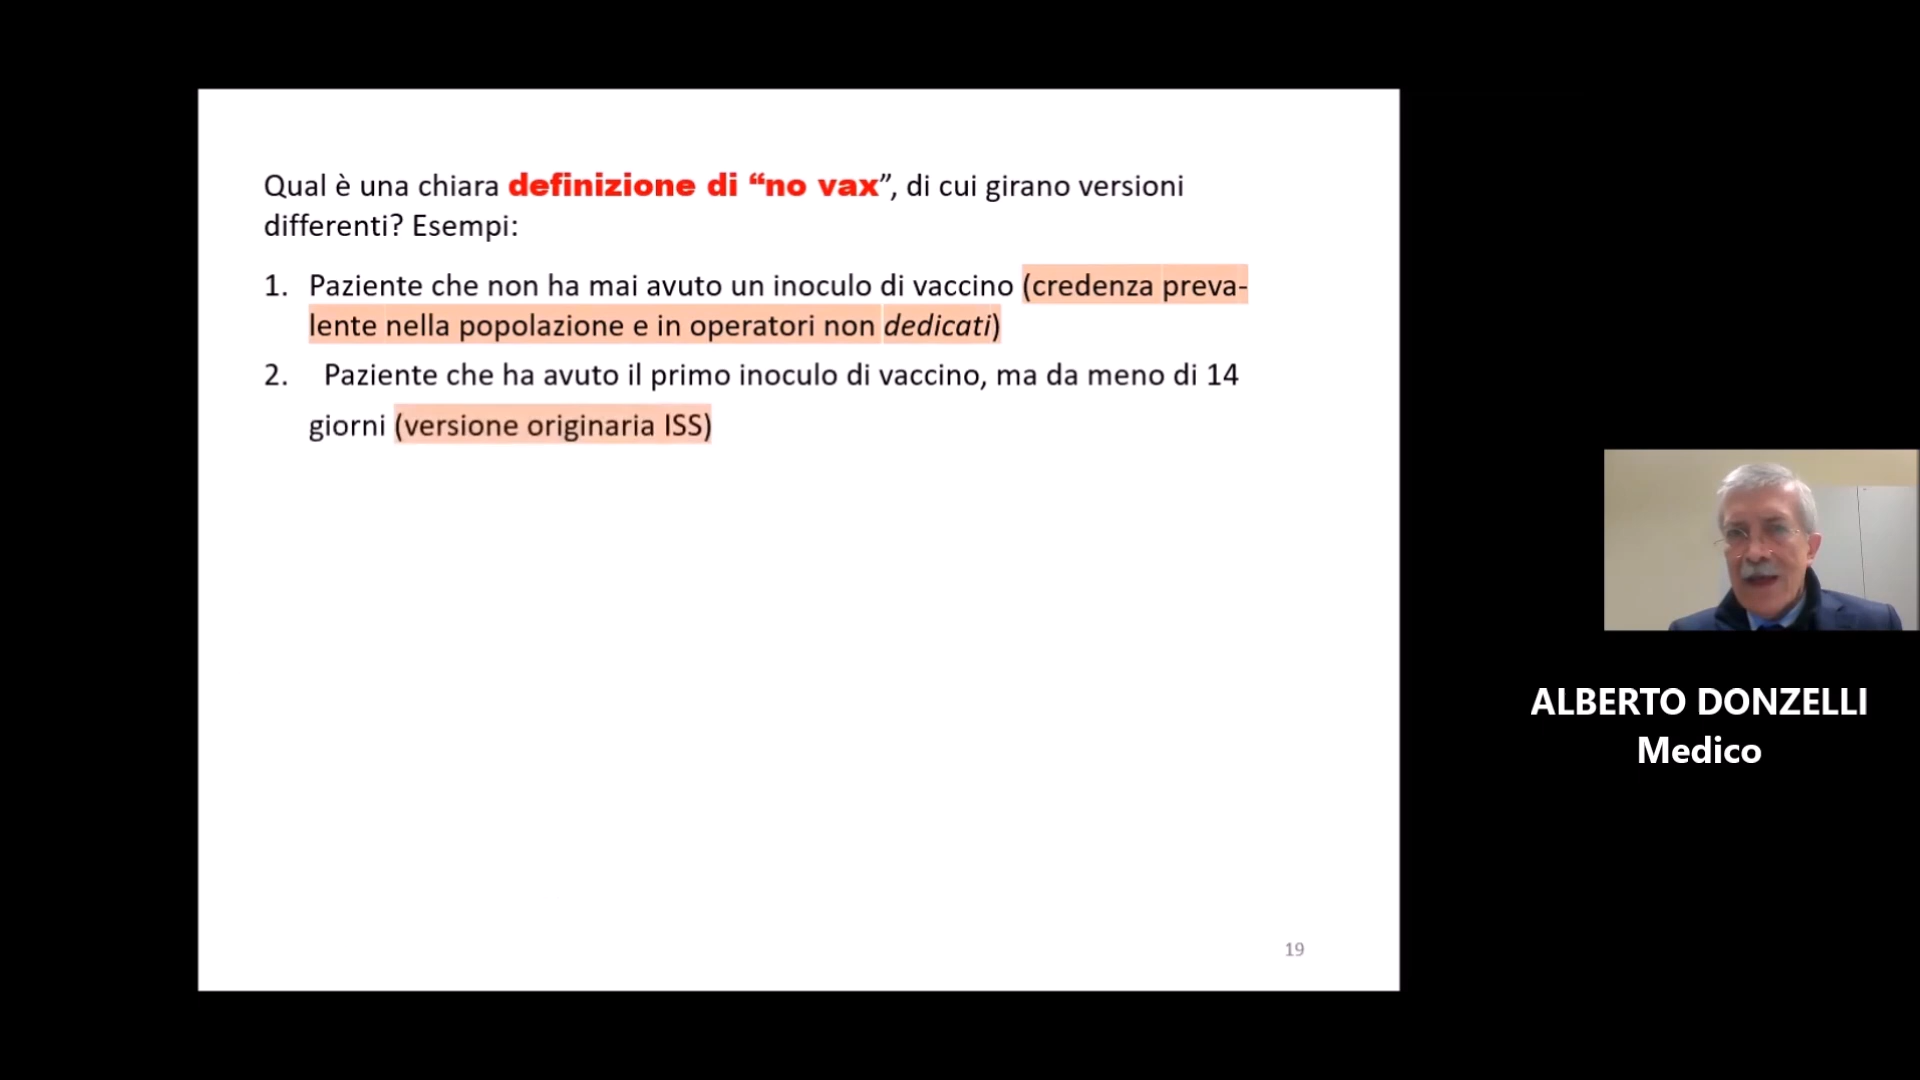 Qual è una chiara definizione di “no vax”, di cui girano versioni
differenti? Esempi:
1. Paziente che non ha mai avuto un inoculo di vaccino (credenza preva-
lente nella popolazione e in operatori non dedicati)
2. Paziente che ha avuto il primo inoculo di vaccino, ma da meno di 14
giorni (versione originaria ISS)
19
ALBERTO DONZELLI
Medico